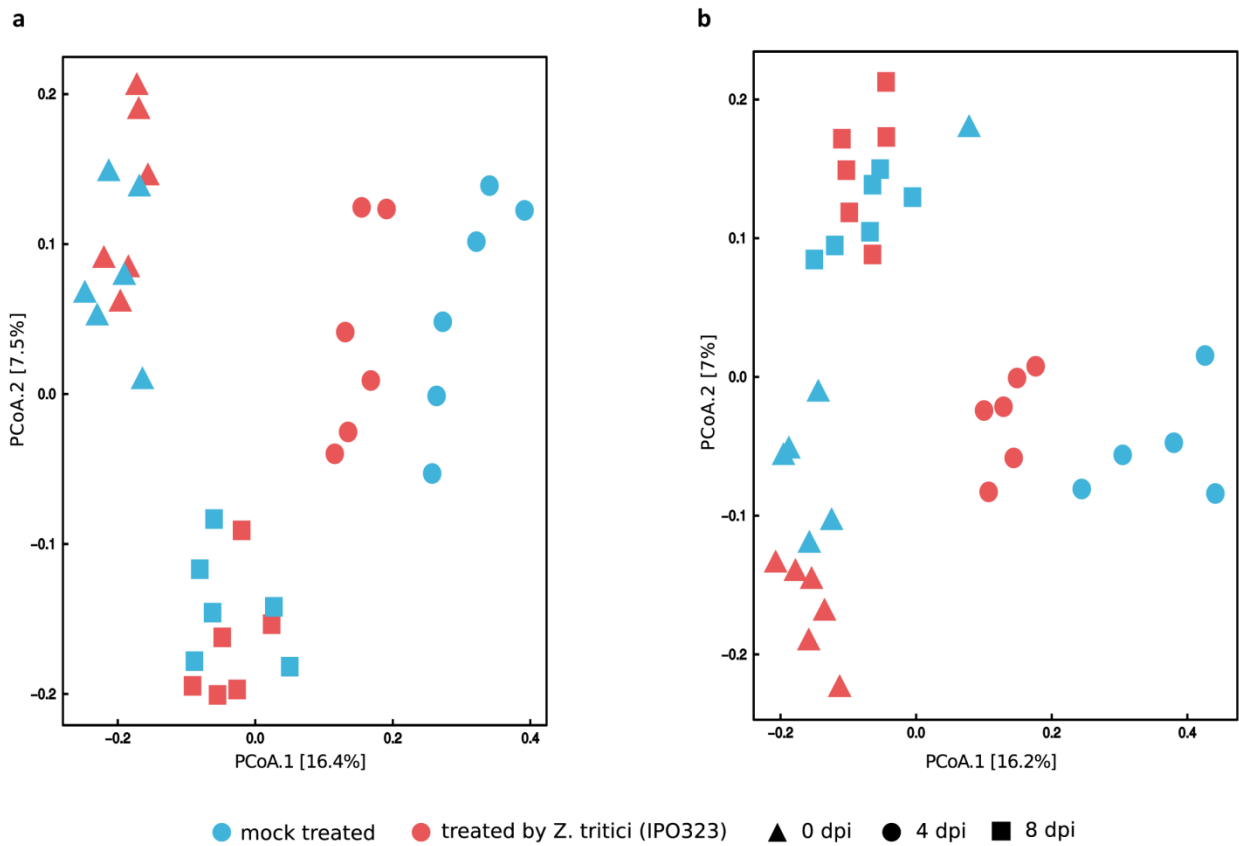 a
b
0.2
0.1
0.0
−0.1
−0.2
PCoA.2 [7.5%]
−0.2
0.0
0.2
0.4
PCoA.1 [16.4%]
0.2
0.1
0.0
−0.1
−0.2
PCoA.2 [7%]
−0.2
0.0
0.2
0.4
PCoA.1 [16.2%]
mock treated
treated by Z. tritici (IPO323)
0 dpi
4 dpi
8 dpi